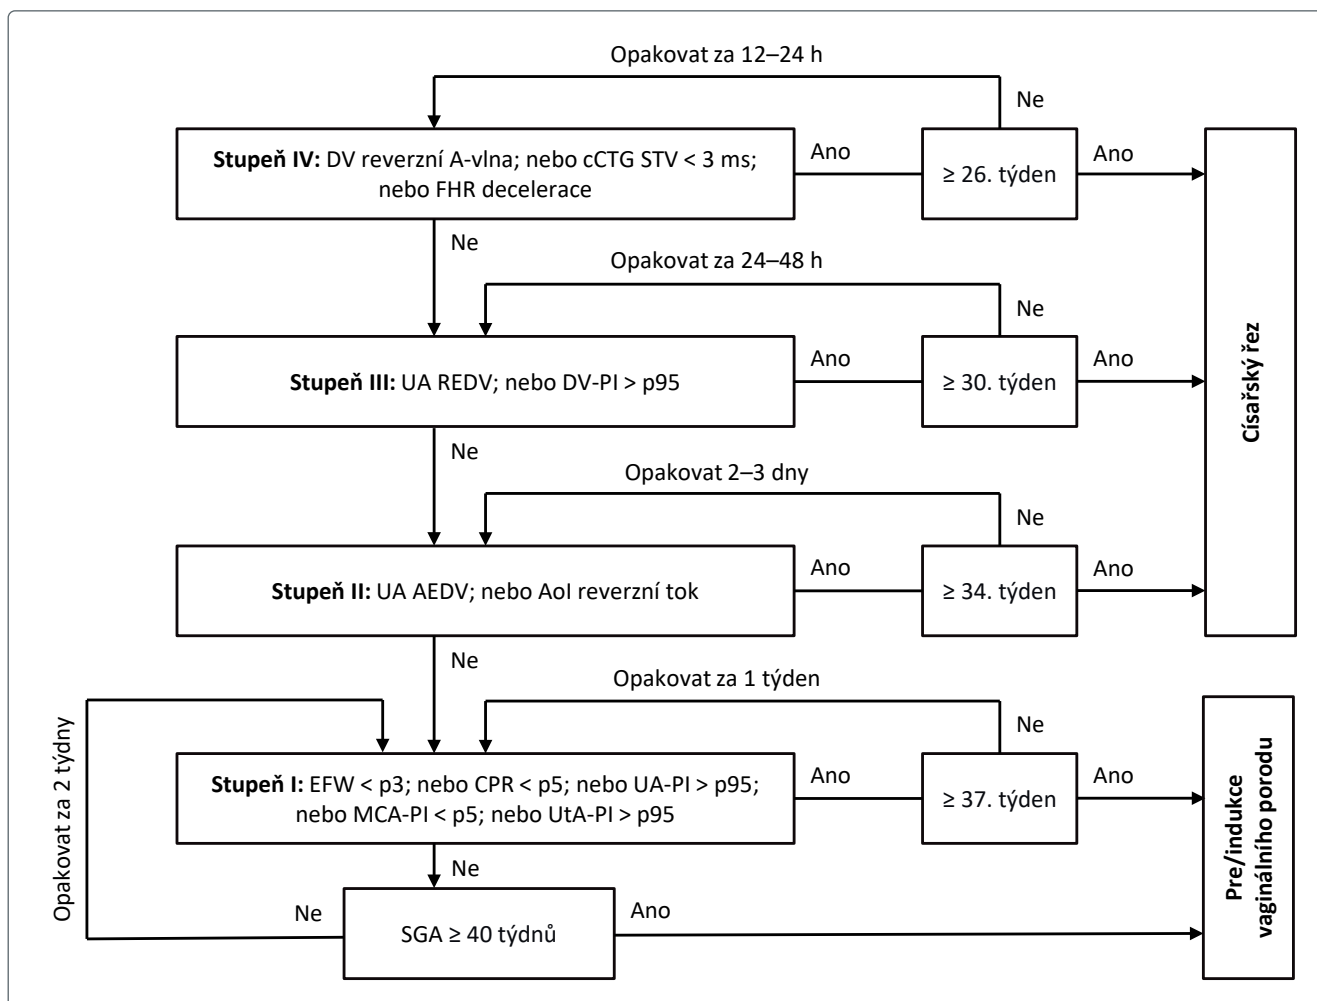 Opakovat za 12–24 h
Ne
Stupeň IV: DV reverzní A-vlna; nebo cCTG STV < 3 ms;
nebo FHR decelerace
Ano
≥ 26. týden
Ano
Ne
Opakovat za 24–48 h
Ne
Stupeň III: UA REDV; nebo DV-PI > p95
Ano
≥ 30. týden
Ano
Císařský řez
Ne
Opakovat 2–3 dny
Ne
Stupeň II: UA AEDV; nebo AoI reverzní tok
Ano
≥ 34. týden
Ano
Ne
Opakovat za 1 týden
Ne
Opakovat za 2 týdny
Stupeň I: EFW < p3; nebo CPR < p5; nebo UA-PI > p95;
nebo MCA-PI < p5; nebo UtA-PI > p95
Ano
≥ 37. týden
Ano
Pre/indukce
vaginálního porodu
Ne
Ne
SGA ≥ 40 týdnů
Ano